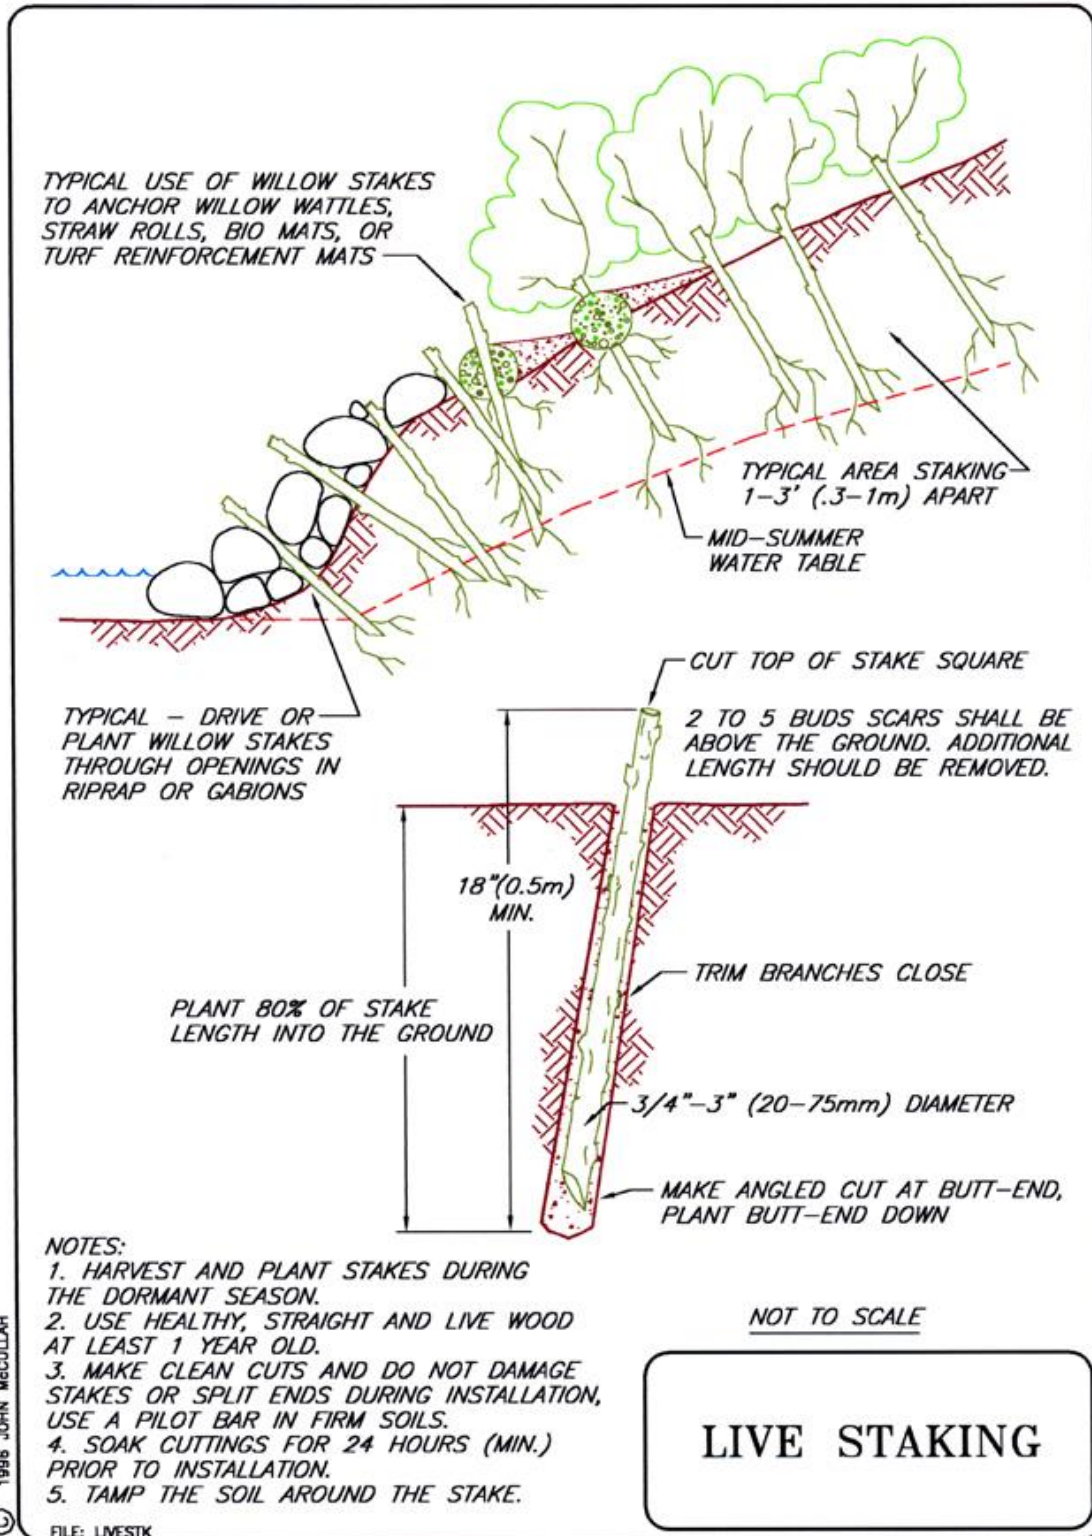 TYPICAL USE OF WILLOW STAKES
TO ANCHOR WILLOW WATTLES,
STRAW ROLLS, BIO MATS, OR
TURF REINFORCEMENT MATS
TYPICAL AREA STAKING
1-3' (.3-1m) APART
MID-SUMMER
WATER TABLE
TYPICAL - DRIVE OR
PLANT WILLOW STAKES
THROUGH OPENINGS IN
RIPRAP OR GABIONS
CUT TOP OF STAKE SQUARE
2 TO 5 BUDS SCARS SHALL BE
ABOVE THE GROUND. ADDITIONAL
LENGTH SHOULD BE REMOVED.
18"(0.5m)
MIN.
TRIM BRANCHES CLOSE
PLANT 80% OF STAKE
LENGTH INTO THE GROUND
3/4"-3" (20-75mm) DIAMETER
MAKE ANGLED CUT AT BUTT-END,
PLANT BUTT-END DOWN
NOTES:
1. HARVEST AND PLANT STAKES DURING
THE DORMANT SEASON.
2. USE HEALTHY, STRAIGHT AND LIVE WOOD
AT LEAST 1 YEAR OLD.
3. MAKE CLEAN CUTS AND DO NOT DAMAGE
STAKES OR SPLIT ENDS DURING INSTALLATION,
USE A PILOT BAR IN FIRM SOILS.
4. SOAK CUTTINGS FOR 24 HOURS (MIN.)
PRIOR TO INSTALLATION.
5. TAMP THE SOIL AROUND THE STAKE.
NOT TO SCALE
LIVE STAKING
FILE: LIVESTK
© 1998 JOHN McCULLAH